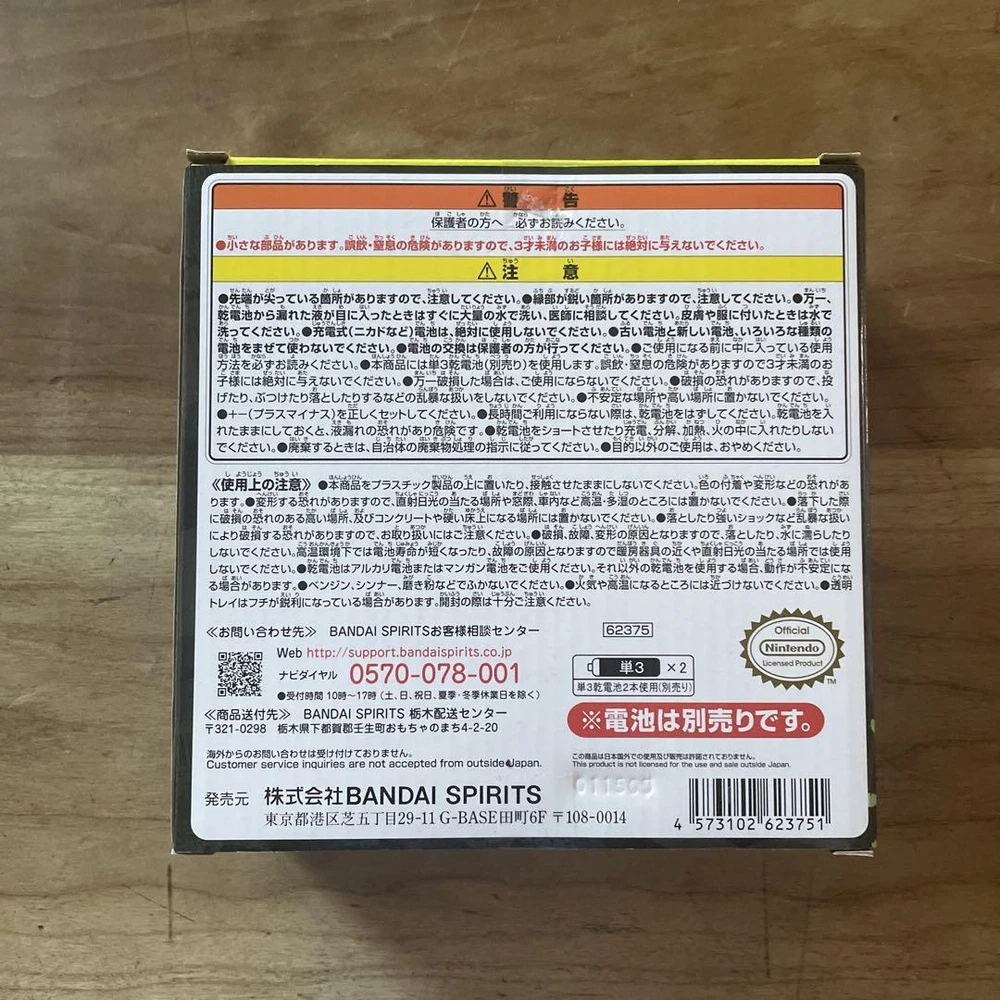 ⚠警告
保護者の方へ 必ずお読みください。
●小さな部品があります。誤飲・窒息の危険がありますので、3才未満のお子様には絶対に与えないでください。
⚠注意
●先端が尖っている箇所がありますので、注意してください。●縁部が鋭い箇所がありますので、注意してください。●万一、
乾電池から漏れた液が目に入ったときはすぐに大量の水で洗い、医師に相談してください。皮膚や服に付いたときは水で
洗ってください。●充電式(ニカドなど)電池は、絶対に使用しないでください。●古い電池と新しい電池、いろいろな種類の
電池をまぜて使わないでください。●電池の交換は保護者の方が行ってください。●ご使用になる前に中に入っている使用
方法を必ずお読みください。●本商品には単3乾電池(別売り)を使用します。誤飲・窒息の危険がありますので3才未満のお
子様には絶対に与えないでください。●万一破損した場合は、ご使用にならないでください。●破損の恐れがありますので、投
げたり、ぶつけたり落としたりするなどの乱暴な扱いをしないでください。●不安定な場所や高い場所に置かないでください。
●+−(プラスマイナス)を正しくセットしてください。●長時間ご利用にならない際は、乾電池をはずしてください。乾電池を入
れたままにしておくと、液漏れの恐れがあり危険です。●乾電池をショートさせたり充電、分解、加熱、火の中に入れたりしない
でください。●廃棄するときは、自治体の廃棄物処理の指示に従ってください。●目的以外のご使用は、おやめください。
《使用上の注意》●本商品をプラスチック製品の上に置いたり、接触させたままにしないでください。色の付着や変形などの恐れがあ
ります。●変形する恐れがありますので、直射日光の当たる場所や窓際、車内など高温・多湿のところには置かないでください。●落下した際
に破損の恐れのある高い場所、及びコンクリートや硬い床上になる場所には置かないでください。●落としたり強いショックなど乱暴な扱い
により破損する恐れがありますので、お取り扱いにはご注意ください。●破損、故障、変形の原因となりますので、落としたり、水に濡らしたり
しないでください。高温環境下では電池寿命が短くなったり、故障の原因となりますので暖房器具の近くや直射日光の当たる場所では使用
しないでください。●乾電池はアルカリ電池またはマンガン電池をご使用ください。それ以外の乾電池を使用する場合、動作が不安定にな
る場合があります。●ベンジン、シンナー、磨き粉などでふかないでください。●火気や高温になるところには近づけないでください。●透明
トレイはフチが鋭利になっている場合があります。開封の際は十分ご注意ください。
≪お問い合わせ先≫ BANDAI SPIRITSお客様相談センター
Web http://support.bandaispirits.co.jp
ナビダイヤル 0570-078-001
●受付時間 10時〜17時(土、日、祝日、夏季・冬季休業日を除く)
≪商品送付先≫ BANDAI SPIRITS 栃木配送センター
〒321-0298 栃木県下都賀郡壬生町おもちゃのまち4-2-20
海外からのお問い合わせは受け付けておりません。
Customer service inquiries are not accepted from outside Japan.
発売元 株式会社BANDAI SPIRITS
東京都港区芝五丁目29-11 G-BASE田町6F 〒108-0014
62375
単3 ×2
単3乾電池2本使用(別売り)
Official
Nintendo
Licensed Product
TM
※電池は別売りです。
この商品は日本国外での使用及び販売は許諾されておりません。
This product is not licensed for the use and sale outside Japan.
4 573102 623751